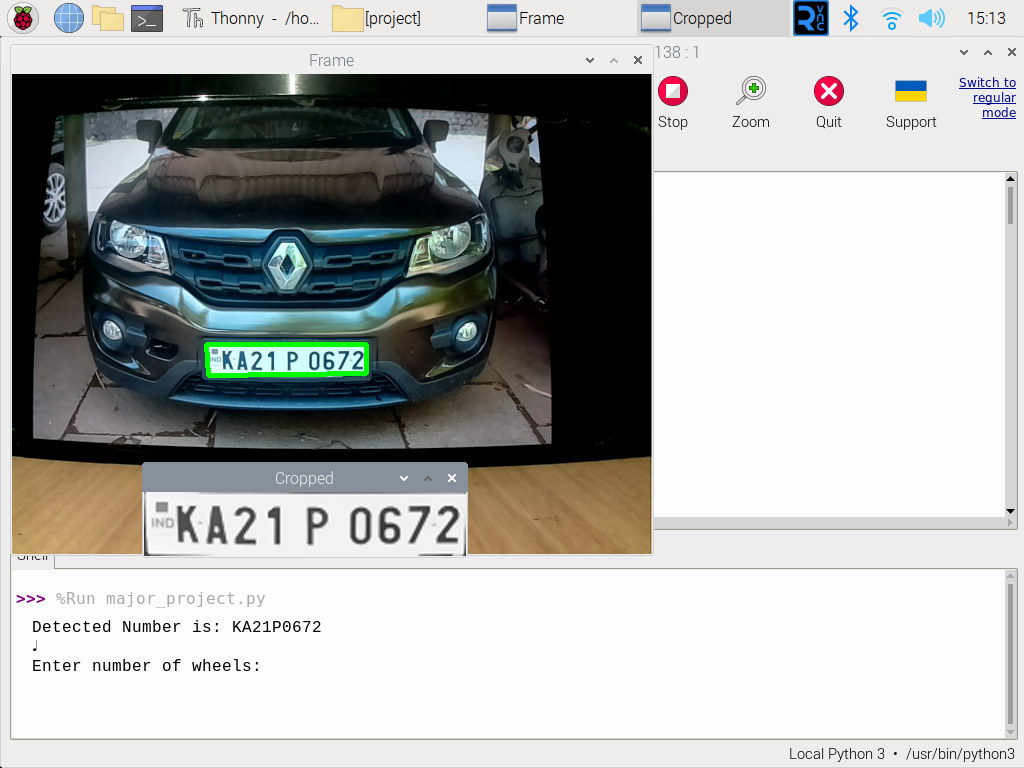 Thonny - /ho...
[project]
Frame
Cropped
VNC
15:13
Frame
138 : 1
Stop
Zoom
Quit
Support
Switch to
regular
mode
IND
KA21 P 0672
Cropped
IND
KA21 P 0672
Shell
>>> %Run major_project.py
Detected Number is: KA21P0672
♩
Enter number of wheels:
Local Python 3 • /usr/bin/python3